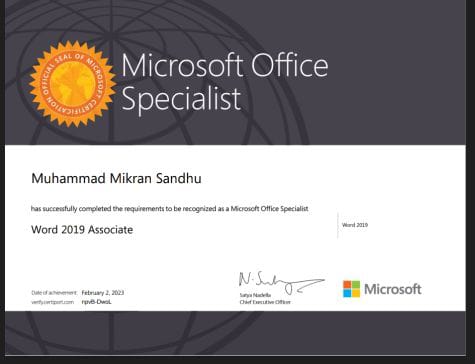 OFFICIAL SEAL OF MICROSOFT CERTIFICATION
Microsoft Office
Specialist
Muhammad Mikran Sandhu
has successfully completed the requirements to be recognized as a Microsoft Office Specialist
Word 2019 Associate
Word 2019
Date of achievement: February 2, 2023
verify.certiport.com rpvB-DwoL
Satya Nadella
Chief Executive Officer
Microsoft